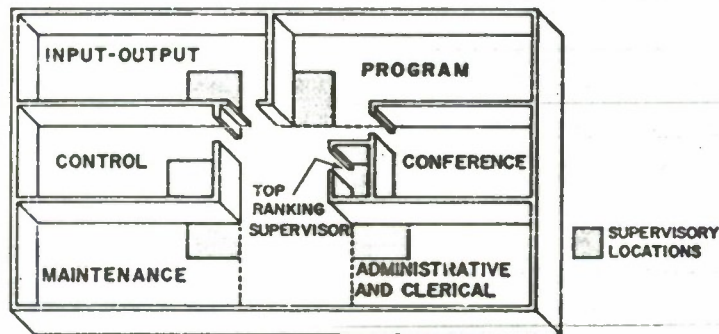 INPUT-OUTPUT
PROGRAM
CONTROL
CONFERENCE
TOP
RANKING
SUPERVISOR
SUPERVISORY
LOCATIONS
MAINTENANCE
ADMINISTRATIVE
AND CLERICAL